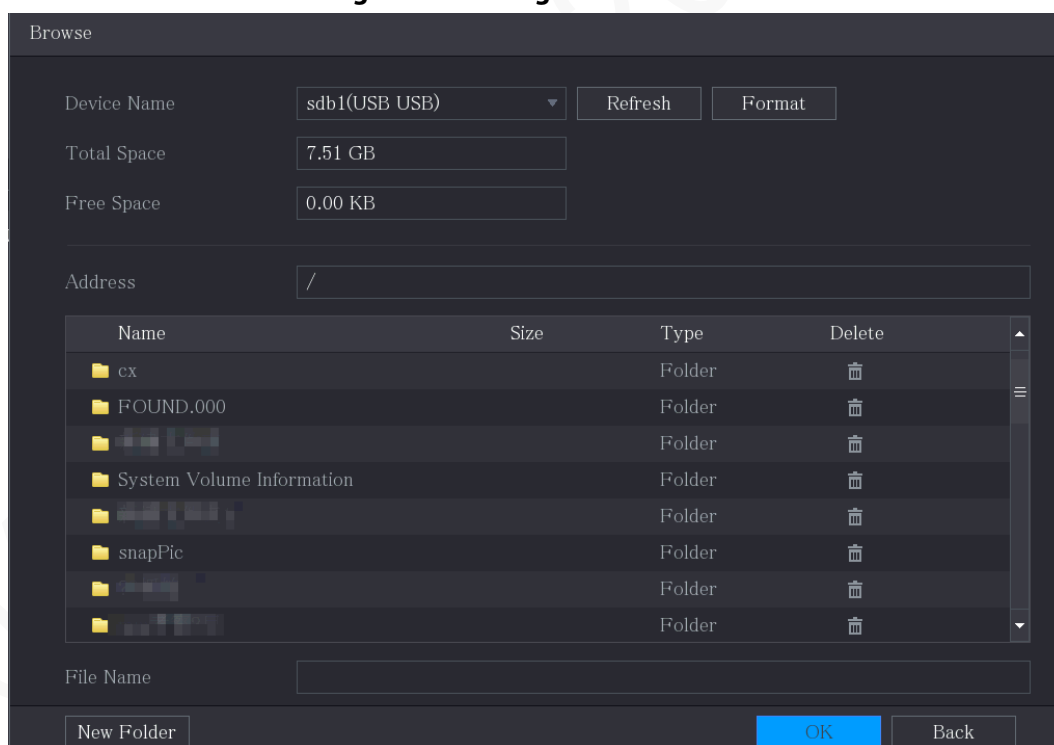 Browse
Device Name sdb1(USB USB) Refresh Format
Total Space 7.51 GB
Free Space 0.00 KB
Address /
Name Size Type Delete
cx Folder
FOUND.000 Folder
Folder
System Volume Information Folder
Folder
snapPic Folder
Folder
Folder
File Name
New Folder OK Back